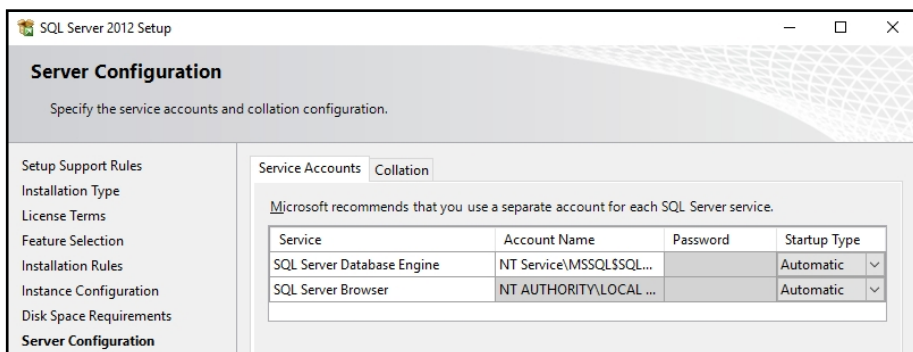 SQL Server 2012 Setup
Server Configuration
Specify the service accounts and collation configuration.
Setup Support Rules
Installation Type
License Terms
Feature Selection
Installation Rules
Instance Configuration
Disk Space Requirements
Server Configuration
Service Accounts Collation
Microsoft recommends that you use a separate account for each SQL Server service.
Service Account Name Password Startup Type
SQL Server Database Engine NT Service\MSSQL$SQL... Automatic
SQL Server Browser NT AUTHORITY\LOCAL ... Automatic